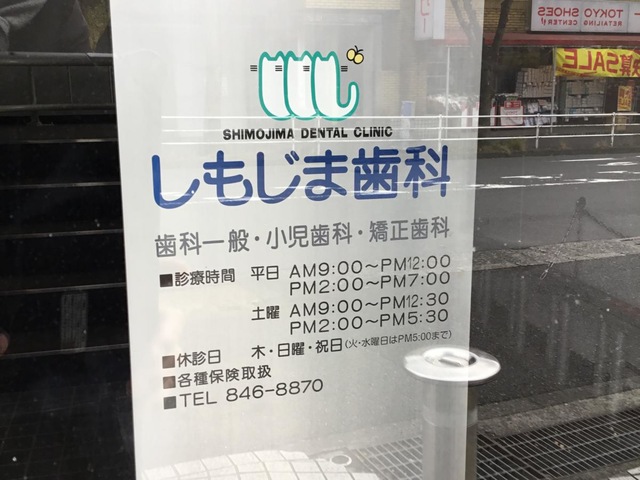 TOKYO SHOES
RETAILING CENTER
SALE
SHIMOJIMA DENTAL CLINIC
しもじま歯科
歯科一般・小児歯科・矯正歯科
■診療時間 平日 AM9:00〜PM12:00
PM2:00〜PM7:00
土曜 AM9:00〜PM12:30
PM2:00〜PM5:30
■休診日 木・日曜・祝日(火・水曜日はPM5:00まで)
■各種保険取扱
■TEL 846-8870